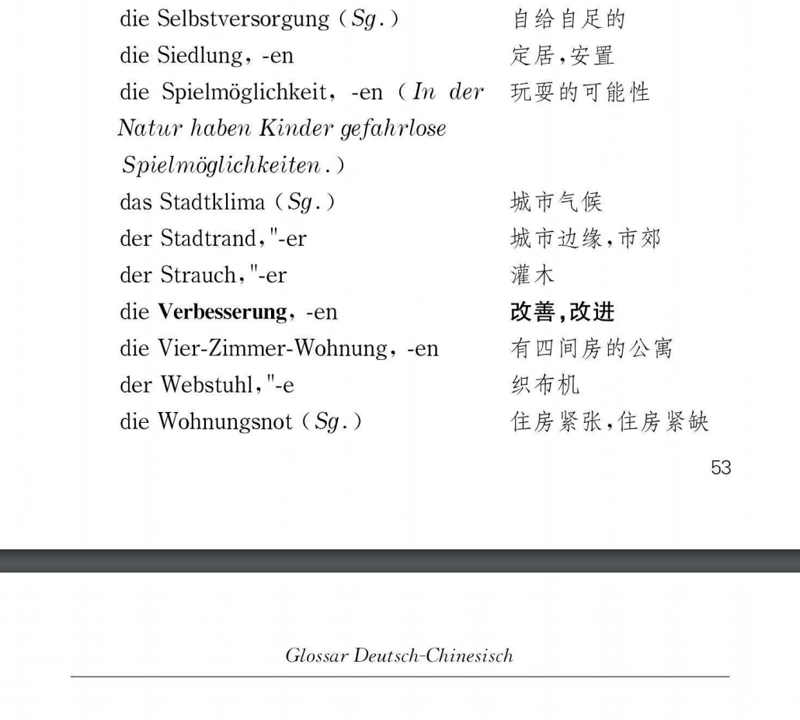 die Selbstversorgung（Sg.） 自给自足的
die Siedlung，-en 定居,安置
die Spielmöglichkeit，-en（In der 玩耍的可能性
Natur haben Kinder gefahrlose
Spielmöglichkeiten.）
das Stadtklima（Sg.） 城市气候
der Stadtrand,"-er 城市边缘,市郊
der Strauch,"-er 灌木
die Verbesserung，-en 改善,改进
die Vier-Zimmer-Wohnung，-en 有四间房的公寓
der Webstuhl,"-e 织布机
die Wohnungsnot（Sg.） 住房紧张,住房紧缺
53
Glossar Deutsch-Chinesisch